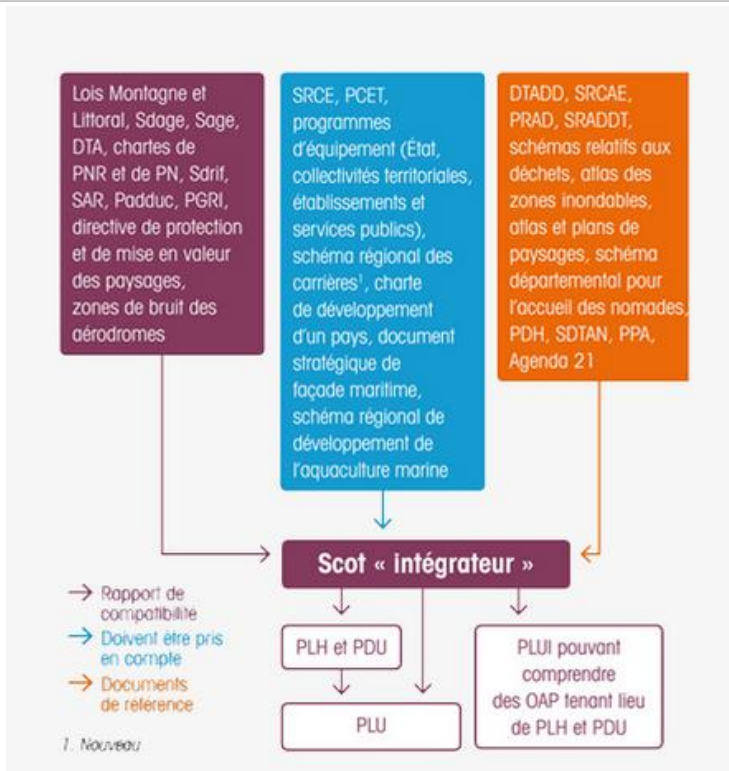 Lois Montagne et
Littoral, Sdage, Sage,
DTA, chartes de
PNR et de PN, Sdrif,
SAR, Padduc, PGRI,
directive de protection
et de mise en valeur
des paysages,
zones de bruit des
aérodromes
SRCE, PCET,
programmes
d'équipement (État,
collectivités territoriales,
établissements et
services publics),
schéma régional des
carrières¹, charte
de développement
d'un pays, document
stratégique de
façade maritime,
schéma régional de
développement de
l'aquaculture marine
DTADD, SRCAE,
PRAD, SRADDT,
schémas relatifs aux
déchets, atlas des
zones inondables,
atlas et plans de
paysages, schéma
départemental pour
l'accueil des nomades,
PDH, SDTAN, PPA,
Agenda 21
Scot « intégrateur »
Rapport de
compatibilité
Doivent être pris
en compte
Documents
de référence
1. Nouveau
PLH et PDU
PLU
PLUI pouvant
comprendre
des OAP tenant lieu
de PLH et PDU